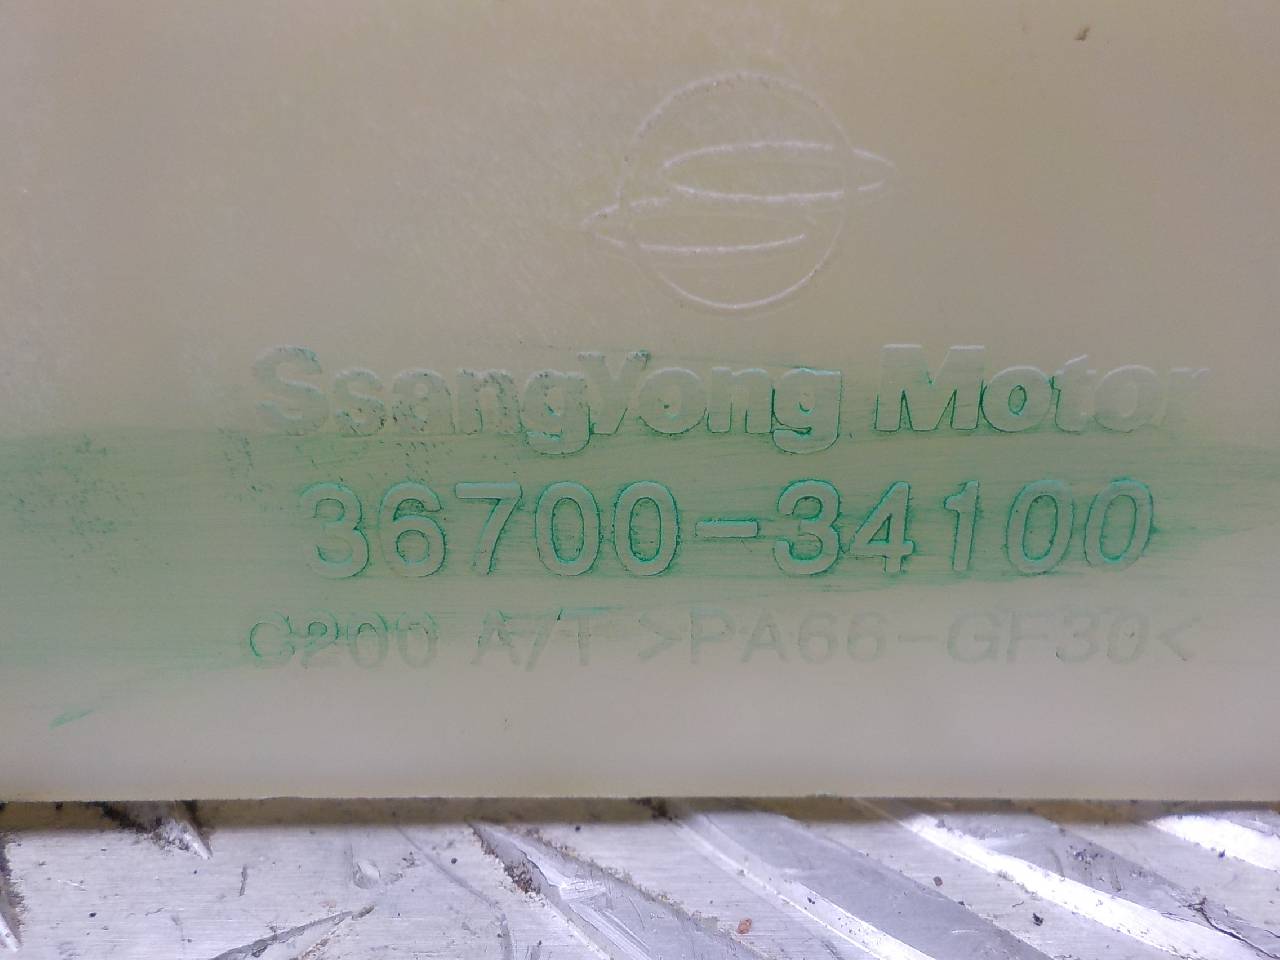 SsangYong Motor
36700-34100
C200 A/T >PA66-GF30<